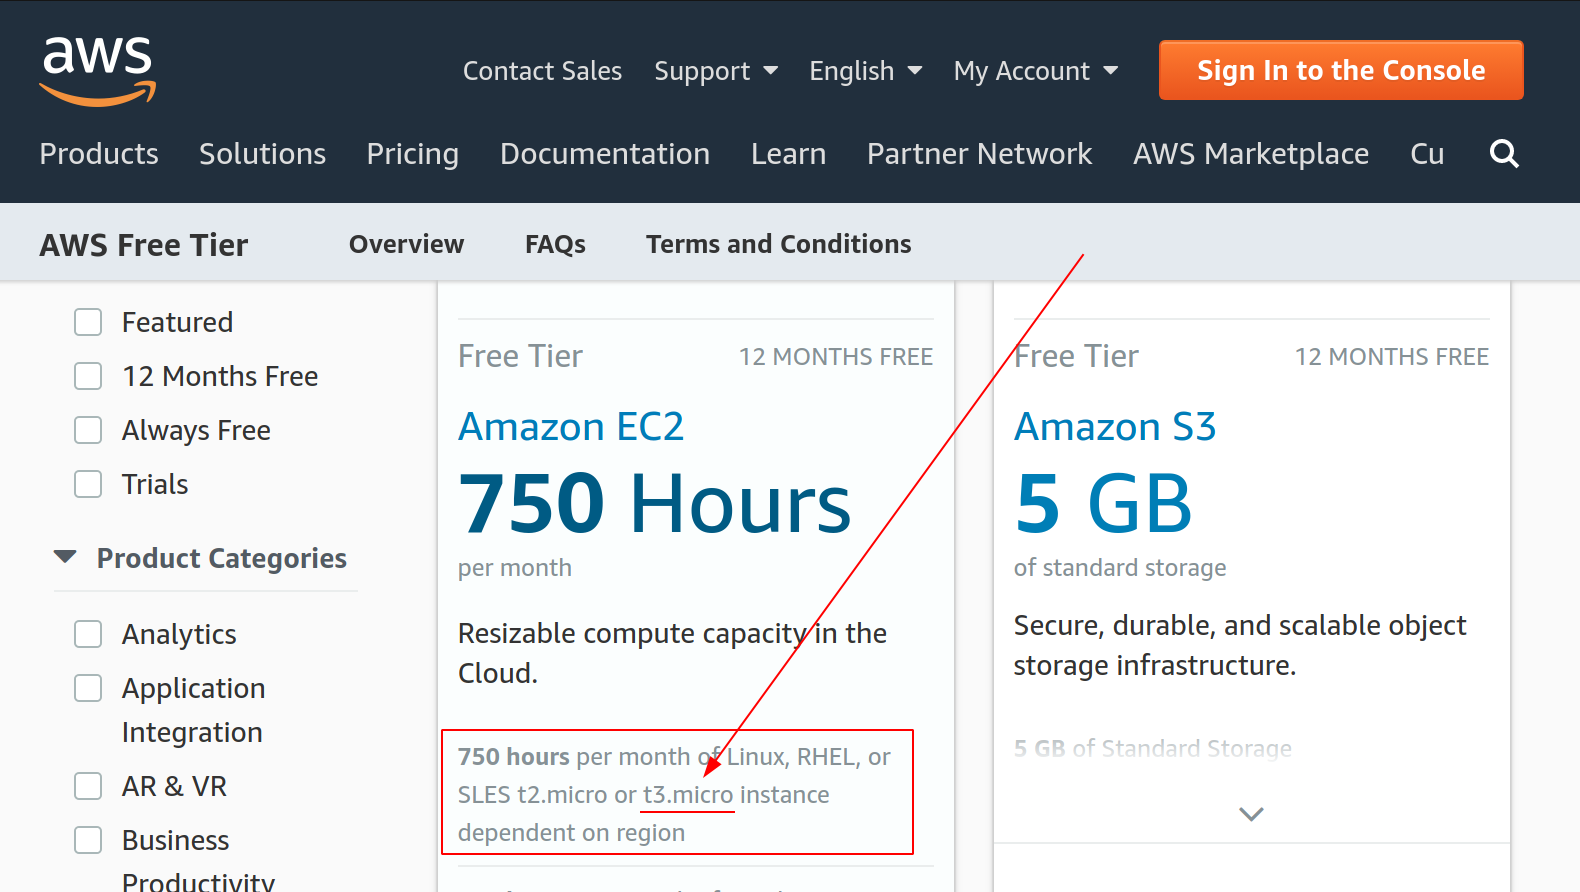 aws
Contact Sales Support English My Account Sign In to the Console
Products Solutions Pricing Documentation Learn Partner Network AWS Marketplace Cu
AWS Free Tier Overview FAQs Terms and Conditions
Featured
12 Months Free
Always Free
Trials
Product Categories
Analytics
Application
Integration
AR & VR
Business
Productivity
Free Tier 12 MONTHS FREE
Amazon EC2
750 Hours
per month
Resizable compute capacity in the
Cloud.
750 hours per month of Linux, RHEL, or
SLES t2.micro or t3.micro instance
dependent on region
Free Tier 12 MONTHS FREE
Amazon S3
5 GB
of standard storage
Secure, durable, and scalable object
storage infrastructure.
5 GB of Standard Storage